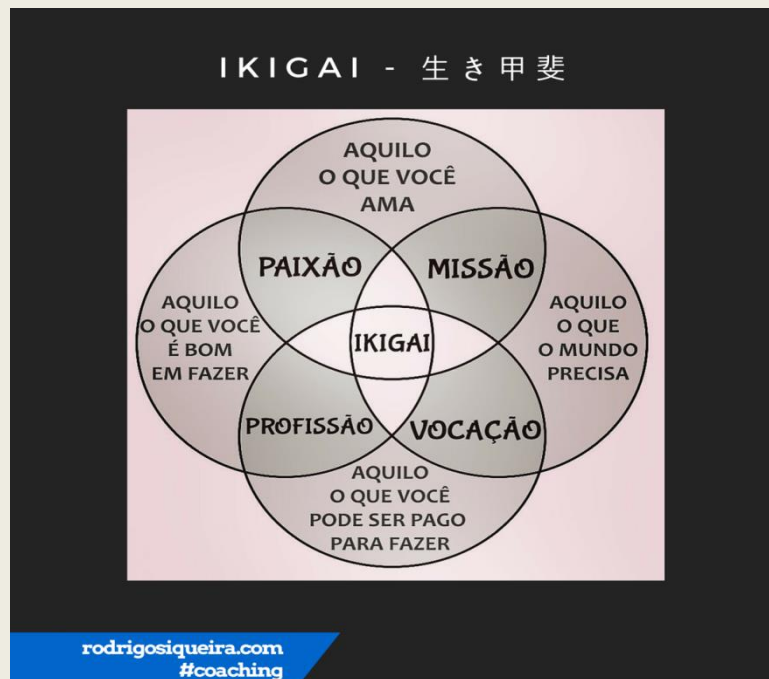 IKIGAI - 生き甲斐
AQUILO
O QUE VOCÊ
AMA
PAIXÃO
MISSÃO
AQUILO
O QUE VOCÊ
É BOM
EM FAZER
IKIGAI
AQUILO
O QUE
O MUNDO
PRECISA
PROFISSÃO
VOCAÇÃO
AQUILO
O QUE VOCÊ
PODE SER PAGO
PARA FAZER
rodrigosiqueira.com
#coaching